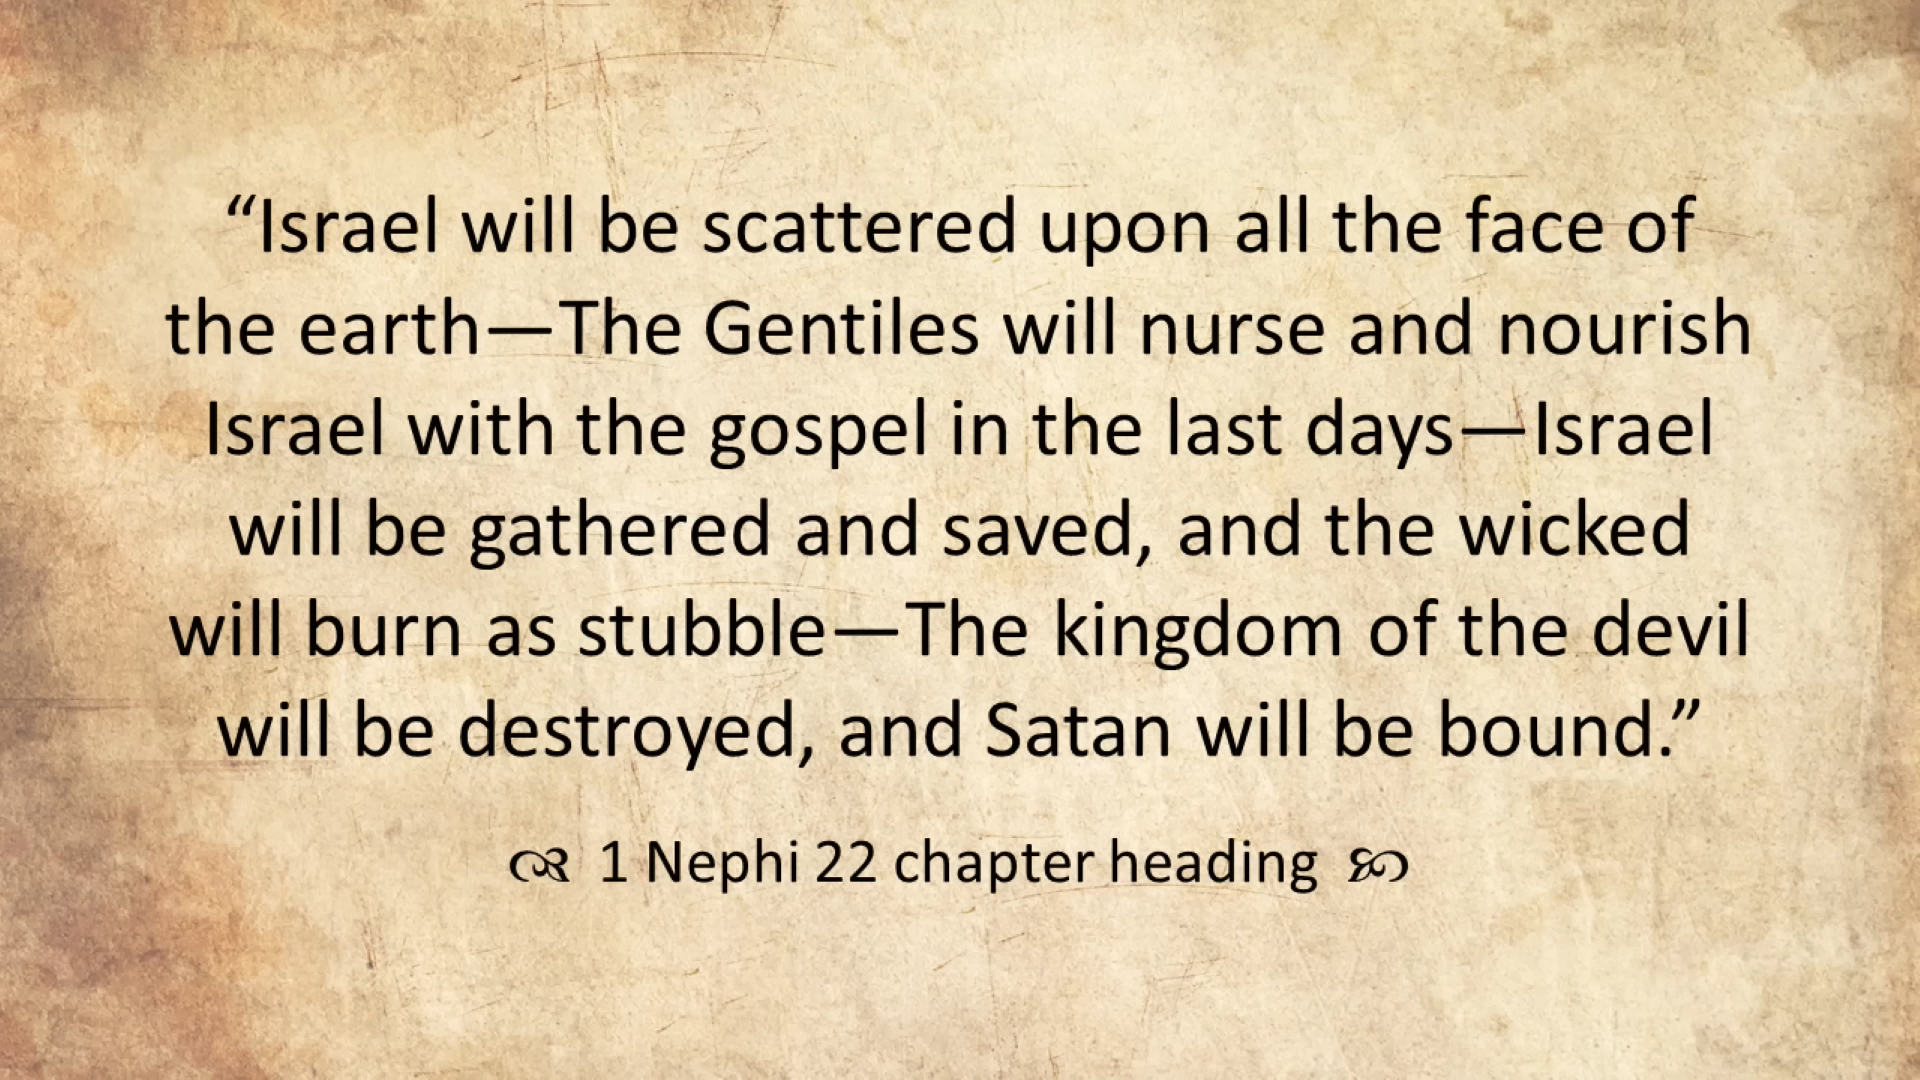 “Israel will be scattered upon all the face of
the earth—The Gentiles will nurse and nourish
Israel with the gospel in the last days—Israel
will be gathered and saved, and the wicked
will burn as stubble—The kingdom of the devil
will be destroyed, and Satan will be bound.”
1 Nephi 22 chapter heading